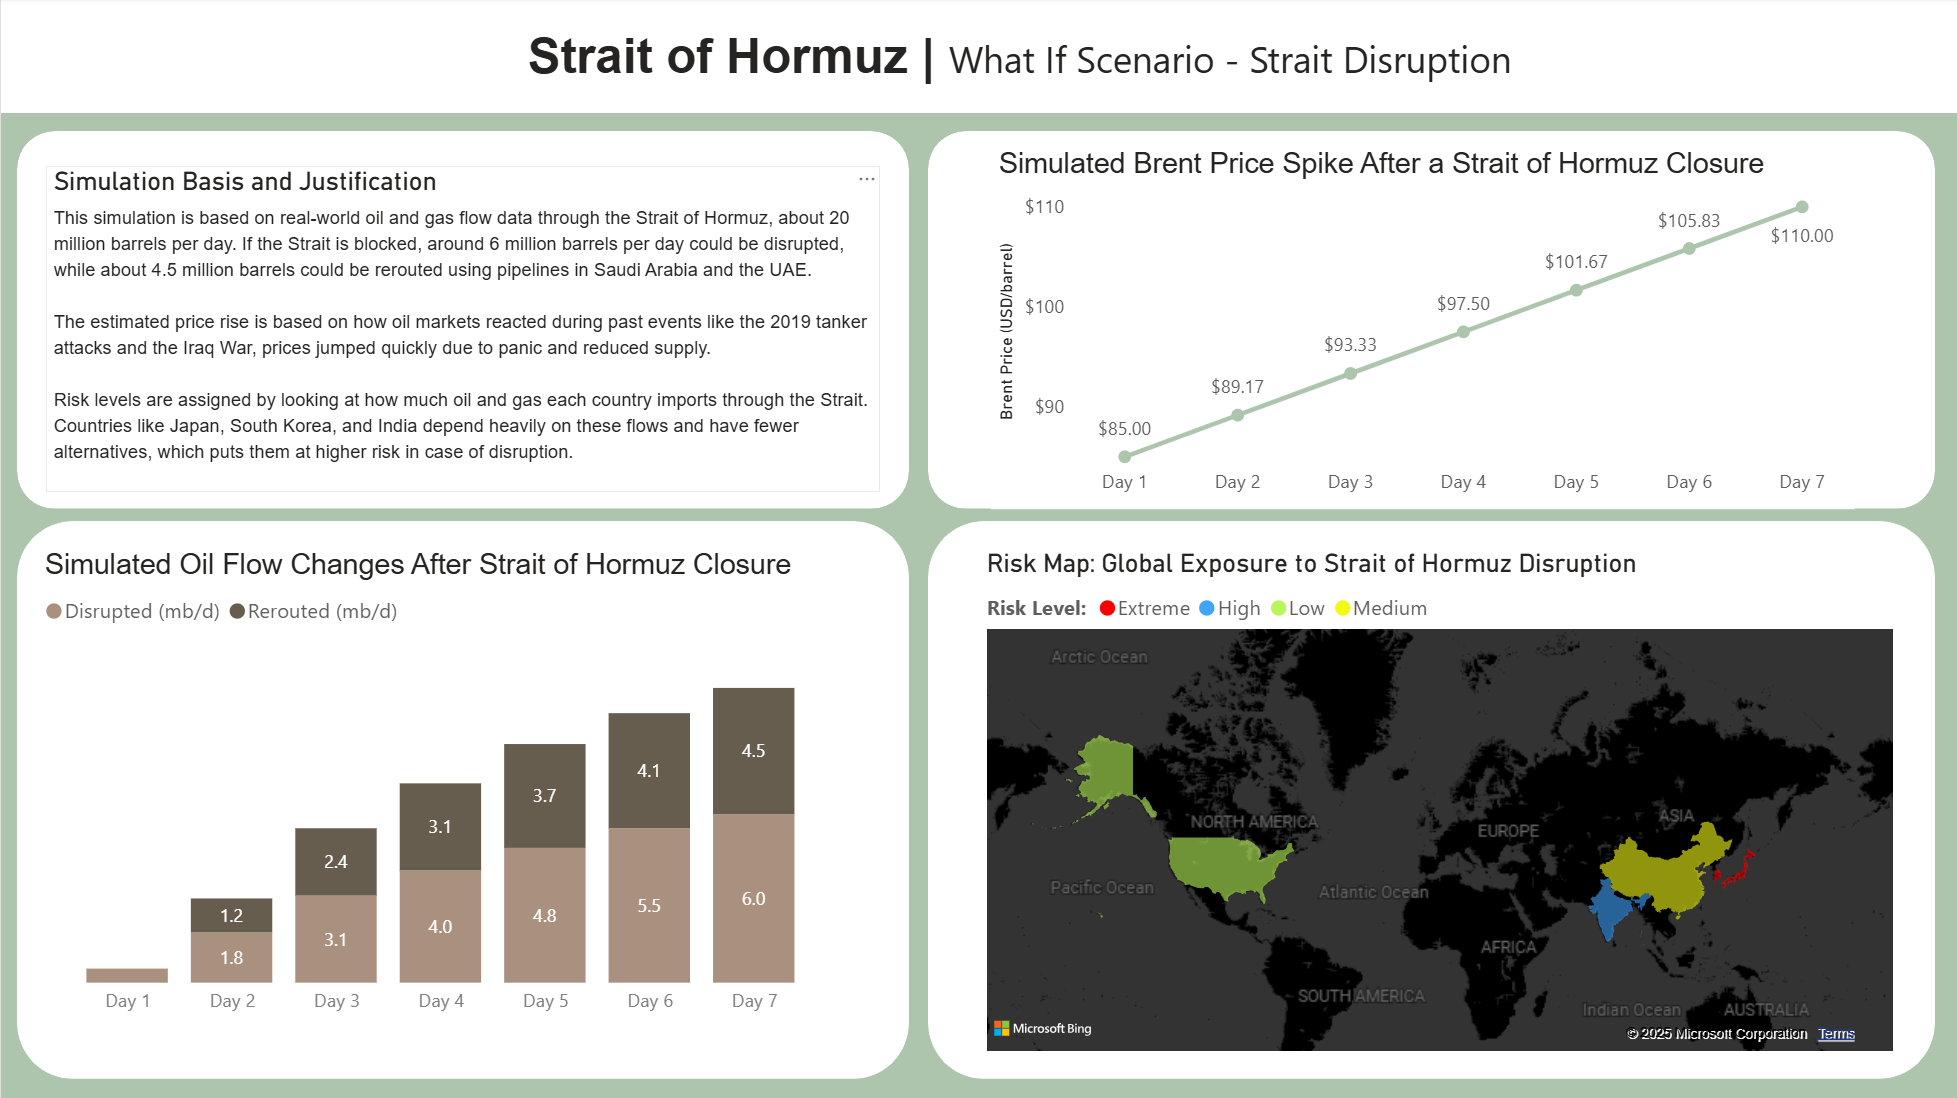 Strait of Hormuz | What If Scenario - Strait Disruption
Simulation Basis and Justification
This simulation is based on real-world oil and gas flow data through the Strait of Hormuz, about 20
million barrels per day. If the Strait is blocked, around 6 million barrels per day could be disrupted,
while about 4.5 million barrels could be rerouted using pipelines in Saudi Arabia and the UAE.
The estimated price rise is based on how oil markets reacted during past events like the 2019 tanker
attacks and the Iraq War, prices jumped quickly due to panic and reduced supply.
Risk levels are assigned by looking at how much oil and gas each country imports through the Strait.
Countries like Japan, South Korea, and India depend heavily on these flows and have fewer
alternatives, which puts them at higher risk in case of disruption.
Simulated Brent Price Spike After a Strait of Hormuz Closure
Brent Price (USD/barrel)
$110
$100
$90
$85.00
$89.17
$93.33
$97.50
$101.67
$105.83
$110.00
Day 1 Day 2 Day 3 Day 4 Day 5 Day 6 Day 7
Simulated Oil Flow Changes After Strait of Hormuz Closure
Disrupted (mb/d) Rerouted (mb/d)
1.2
1.8
2.4
3.1
3.1
4.0
3.7
4.8
4.1
5.5
4.5
6.0
Day 1 Day 2 Day 3 Day 4 Day 5 Day 6 Day 7
Risk Map: Global Exposure to Strait of Hormuz Disruption
Risk Level: Extreme High Low Medium
Arctic Ocean
NORTH AMERICA
EUROPE
ASIA
Pacific Ocean
Atlantic Ocean
AFRICA
SOUTH AMERICA
Indian Ocean
AUSTRALIA
Microsoft Bing
© 2025 Microsoft Corporation Terms